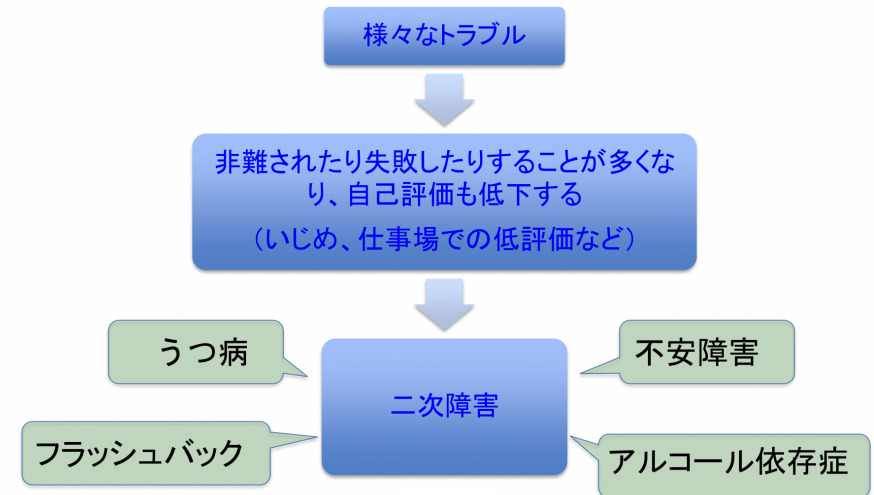 様々なトラブル
非難されたり失敗したりすることが多くな
り、自己評価も低下する
（いじめ、仕事場での低評価など）
うつ病
不安障害
二次障害
フラッシュバック
アルコール依存症